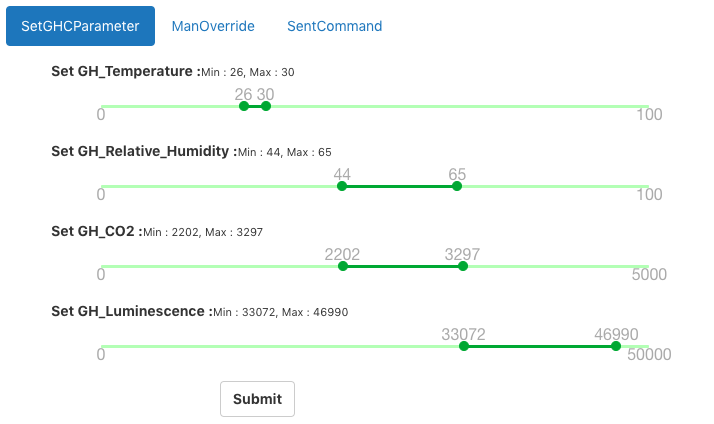 SetGHCParameter ManOverride SentCommand
Set GH_Temperature :Min : 26, Max : 30
26 30
0 100
Set GH_Relative_Humidity :Min : 44, Max : 65
44 65
0 100
Set GH_CO2 :Min : 2202, Max : 3297
2202 3297
0 5000
Set GH_Luminescence :Min : 33072, Max : 46990
33072 46990
0 50000
Submit